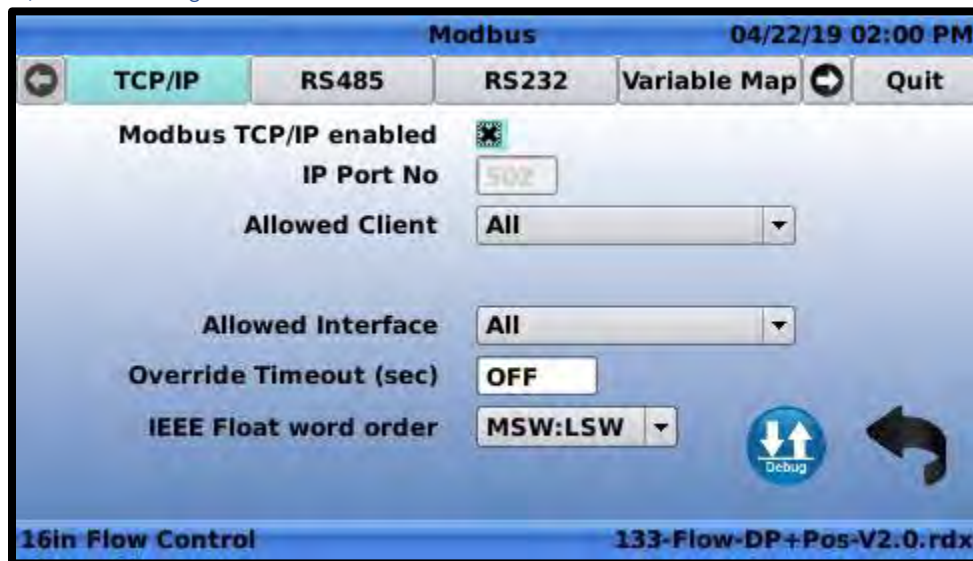 Modbus 04/22/19 02:00 PM
TCP/IP RS485 RS232 Variable Map Quit
Modbus TCP/IP enabled
IP Port No 502
Allowed Client All
Allowed Interface All
Override Timeout (sec) OFF
IEEE Float word order MSW:LSW
Debug
16in Flow Control 133-Flow-DP+Pos-V2.0.rdx